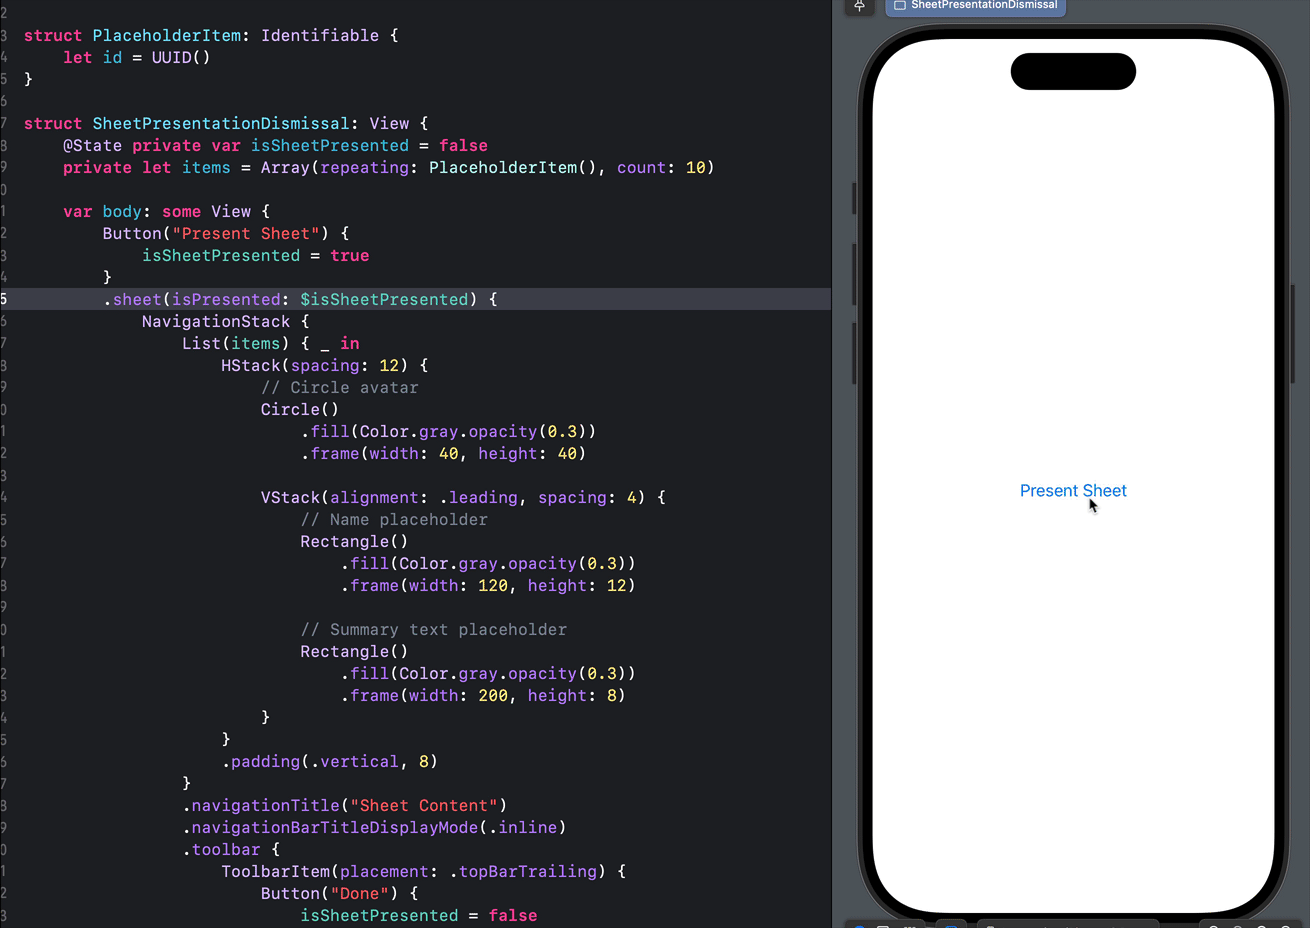 2
3 struct PlaceholderItem: Identifiable {
4 let id = UUID()
5 }
6
7 struct SheetPresentationDismissal: View {
8 @State private var isSheetPresented = false
9 private let items = Array(repeating: PlaceholderItem(), count: 10)
0
1 var body: some View {
2 Button("Present Sheet") {
3 isSheetPresented = true
4 }
5 .sheet(isPresented: $isSheetPresented) {
6 NavigationStack {
7 List(items) { _ in
8 HStack(spacing: 12) {
9 // Circle avatar
0 Circle()
1 .fill(Color.gray.opacity(0.3))
2 .frame(width: 40, height: 40)
3
4 VStack(alignment: .leading, spacing: 4) {
5 // Name placeholder
6 Rectangle()
7 .fill(Color.gray.opacity(0.3))
8 .frame(width: 120, height: 12)
9
0 // Summary text placeholder
1 Rectangle()
2 .fill(Color.gray.opacity(0.3))
3 .frame(width: 200, height: 8)
4 }
5 }
6 .padding(.vertical, 8)
7 }
8 .navigationTitle("Sheet Content")
9 .navigationBarTitleDisplayMode(.inline)
0 .toolbar {
1 ToolbarItem(placement: .topBarTrailing) {
2 Button("Done") {
3 isSheetPresented = false
SheetPresentationDismissal
Present Sheet